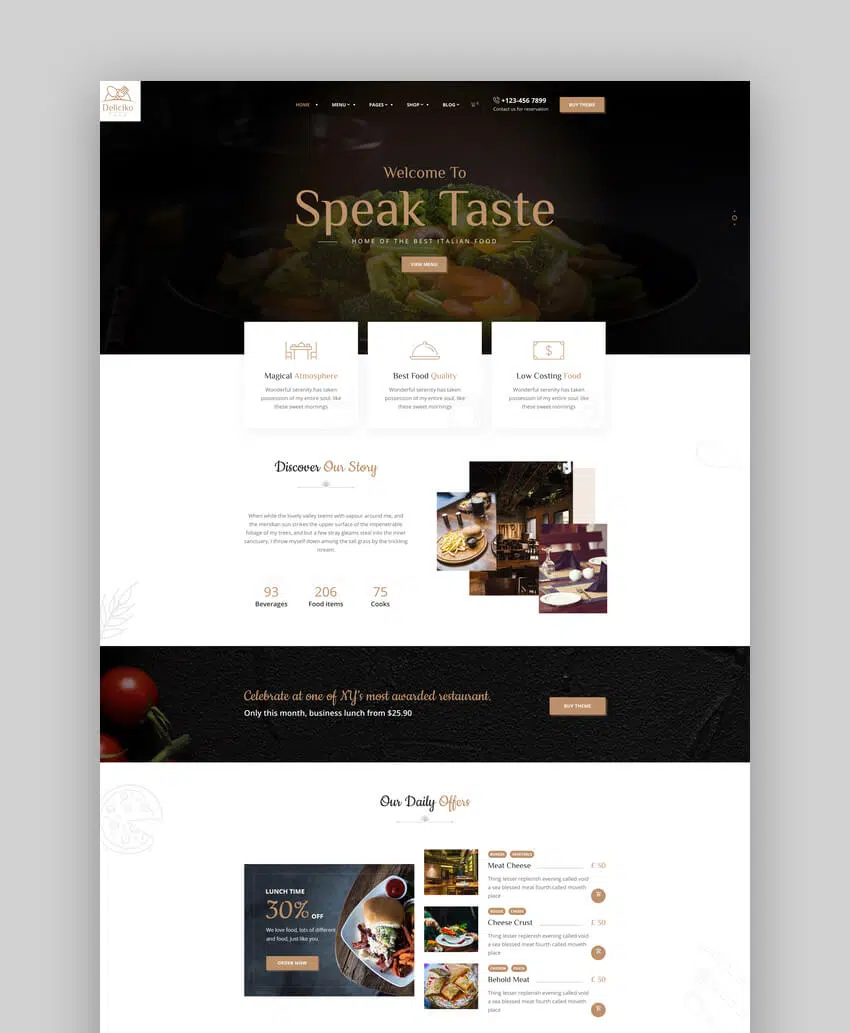 Deliciko
HOME
MENU
PAGES
SHOP
BLOG
+123-456 7899
Contact us for reservation
BUY THEME
Welcome To
Speak Taste
HOME OF THE BEST ITALIAN FOOD
VIEW MENU
Magical Atmosphere
Wonderful serenity has taken
possession of my entire soul, like
these sweet mornings
Best Food Quality
Wonderful serenity has taken
possession of my entire soul, like
these sweet mornings
Low Costing Food
Wonderful serenity has taken
possession of my entire soul, like
these sweet mornings
Discover Our Story
When while the lovely valley teems with vapour around me, and
the meridian sun strikes the upper surface of the impenetrable
foliage of my trees, and but a few stray gleams steal into the inner
sanctuary, I throw myself down among the tall grass by the trickling
stream.
93
Beverages
206
Food items
75
Cooks
Celebrate at one of NY's most awarded restaurant.
Only this month, business lunch from $25.90
BUY THEME
Our Daily Offers
LUNCH TIME
30% OFF
We love food, lots of different
and food, just like you.
ORDER NOW
Meat Cheese £ 50
Thing lesser replenish evening called void
a sea blessed meat fourth called moveth
place
Cheese Crust £ 50
Thing lesser replenish evening called void
a sea blessed meat fourth called moveth
place
Behold Meat £ 50
Thing lesser replenish evening called void
a sea blessed meat fourth called moveth
place